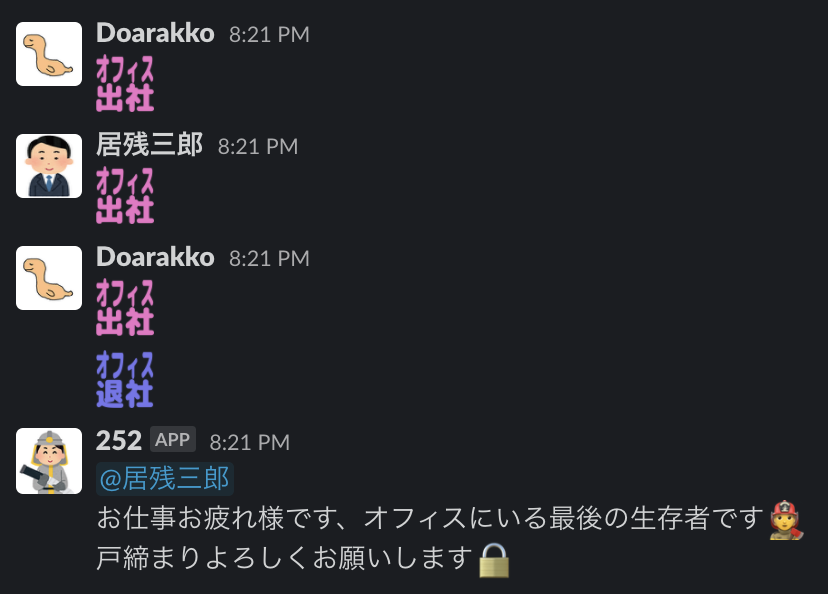 Doarakko 8:21 PM
オフィス
出社
居残三郎 8:21 PM
オフィス
出社
Doarakko 8:21 PM
オフィス
出社
オフィス
退社
252 APP 8:21 PM
@居残三郎
お仕事お疲れ様です、オフィスにいる最後の生存者です🧑‍🚒
戸締まりよろしくお願いします🔒